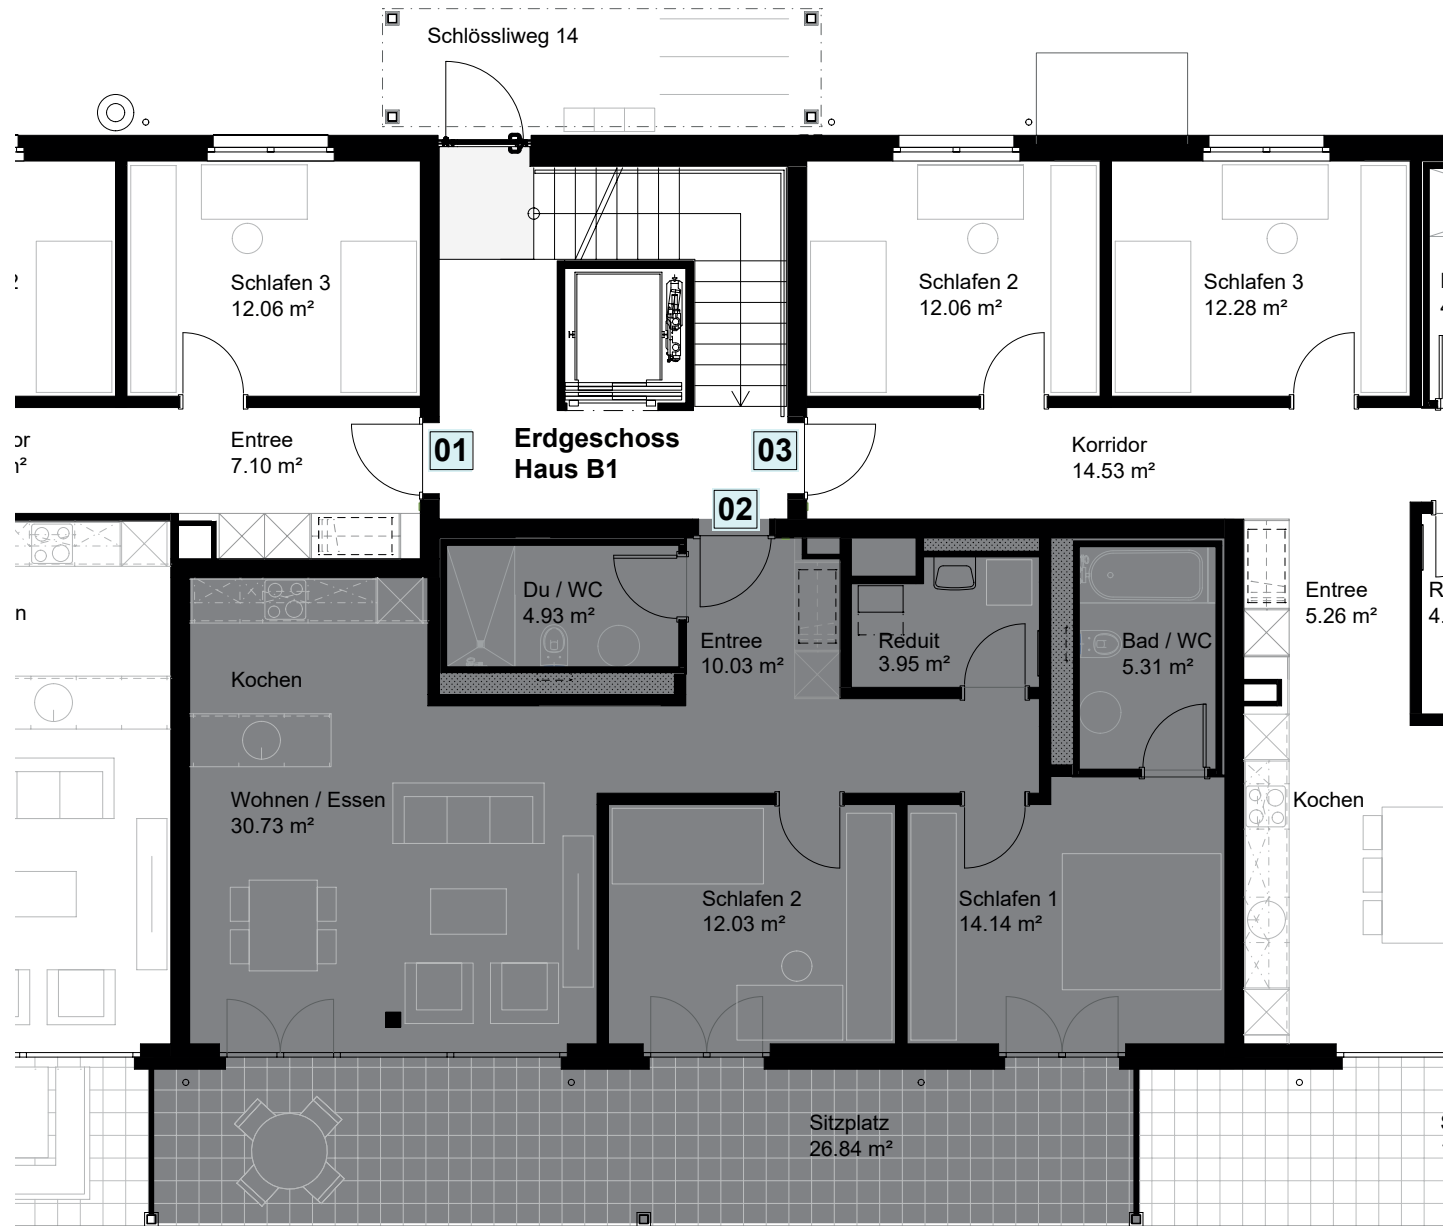 Schlössliweg 14
Schlafen 3
12.06 m²
Schlafen 2
12.06 m²
Schlafen 3
12.28 m²
Entree
7.10 m²
01
Erdgeschoss
Haus B1
03
02
Korridor
14.53 m²
Du / WC
4.93 m²
Entree
10.03 m²
Reduit
3.95 m²
Bad / WC
5.31 m²
Entree
5.26 m²
Kochen
Wohnen / Essen
30.73 m²
Kochen
Schlafen 2
12.03 m²
Schlafen 1
14.14 m²
Sitzplatz
26.84 m²